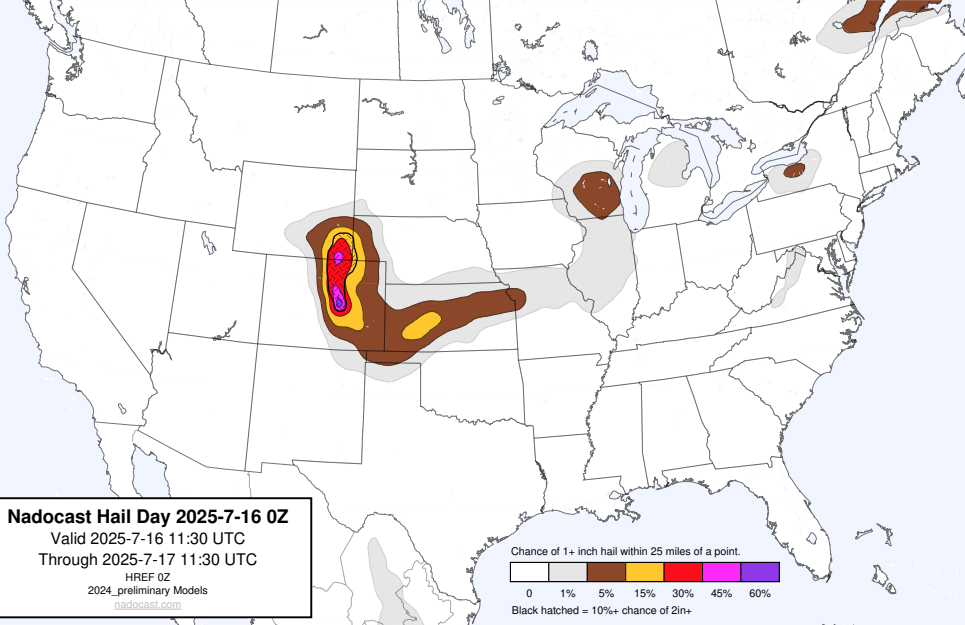 Nadocast Hail Day 2025-7-16 0Z
Valid 2025-7-16 11:30 UTC
Through 2025-7-17 11:30 UTC
HREF 0Z
2024_preliminary Models
nadocast.com
Chance of 1+ inch hail within 25 miles of a point.
0 1% 5% 15% 30% 45% 60%
Black hatched = 10%+ chance of 2in+